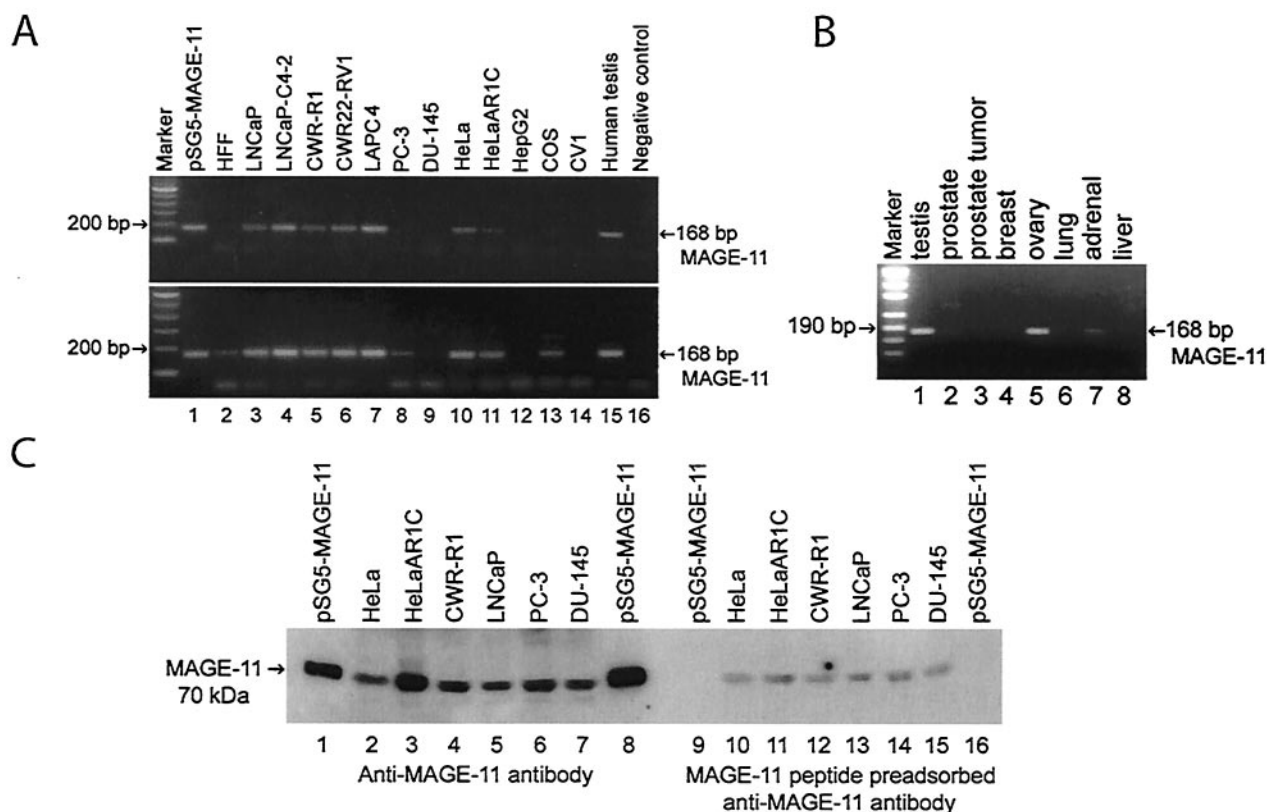 A
Marker
pSG5-MAGE-11
HFF
LNCaP
LNCaP-C4-2
CWR-R1
CWR22-RV1
LAPC4
PC-3
DU-145
HeLa
HeLaAR1C
HepG2
COS
CV1
Human testis
Negative control
200 bp→
←168 bp
MAGE-11
200 bp→
←168 bp
MAGE-11
1 2 3 4 5 6 7 8 9 10 11 12 13 14 15 16
B
Marker
testis
prostate
prostate tumor
breast
ovary
lung
adrenal
liver
190 bp→
←168 bp
MAGE-11
1 2 3 4 5 6 7 8
C
pSG5-MAGE-11
HeLa
HeLaAR1C
CWR-R1
LNCaP
PC-3
DU-145
pSG5-MAGE-11
pSG5-MAGE-11
HeLa
HeLaAR1C
CWR-R1
LNCaP
PC-3
DU-145
pSG5-MAGE-11
MAGE-11 →
70 kDa
1 2 3 4 5 6 7 8 9 10 11 12 13 14 15 16
Anti-MAGE-11 antibody
MAGE-11 peptide preadsorbed
anti-MAGE-11 antibody